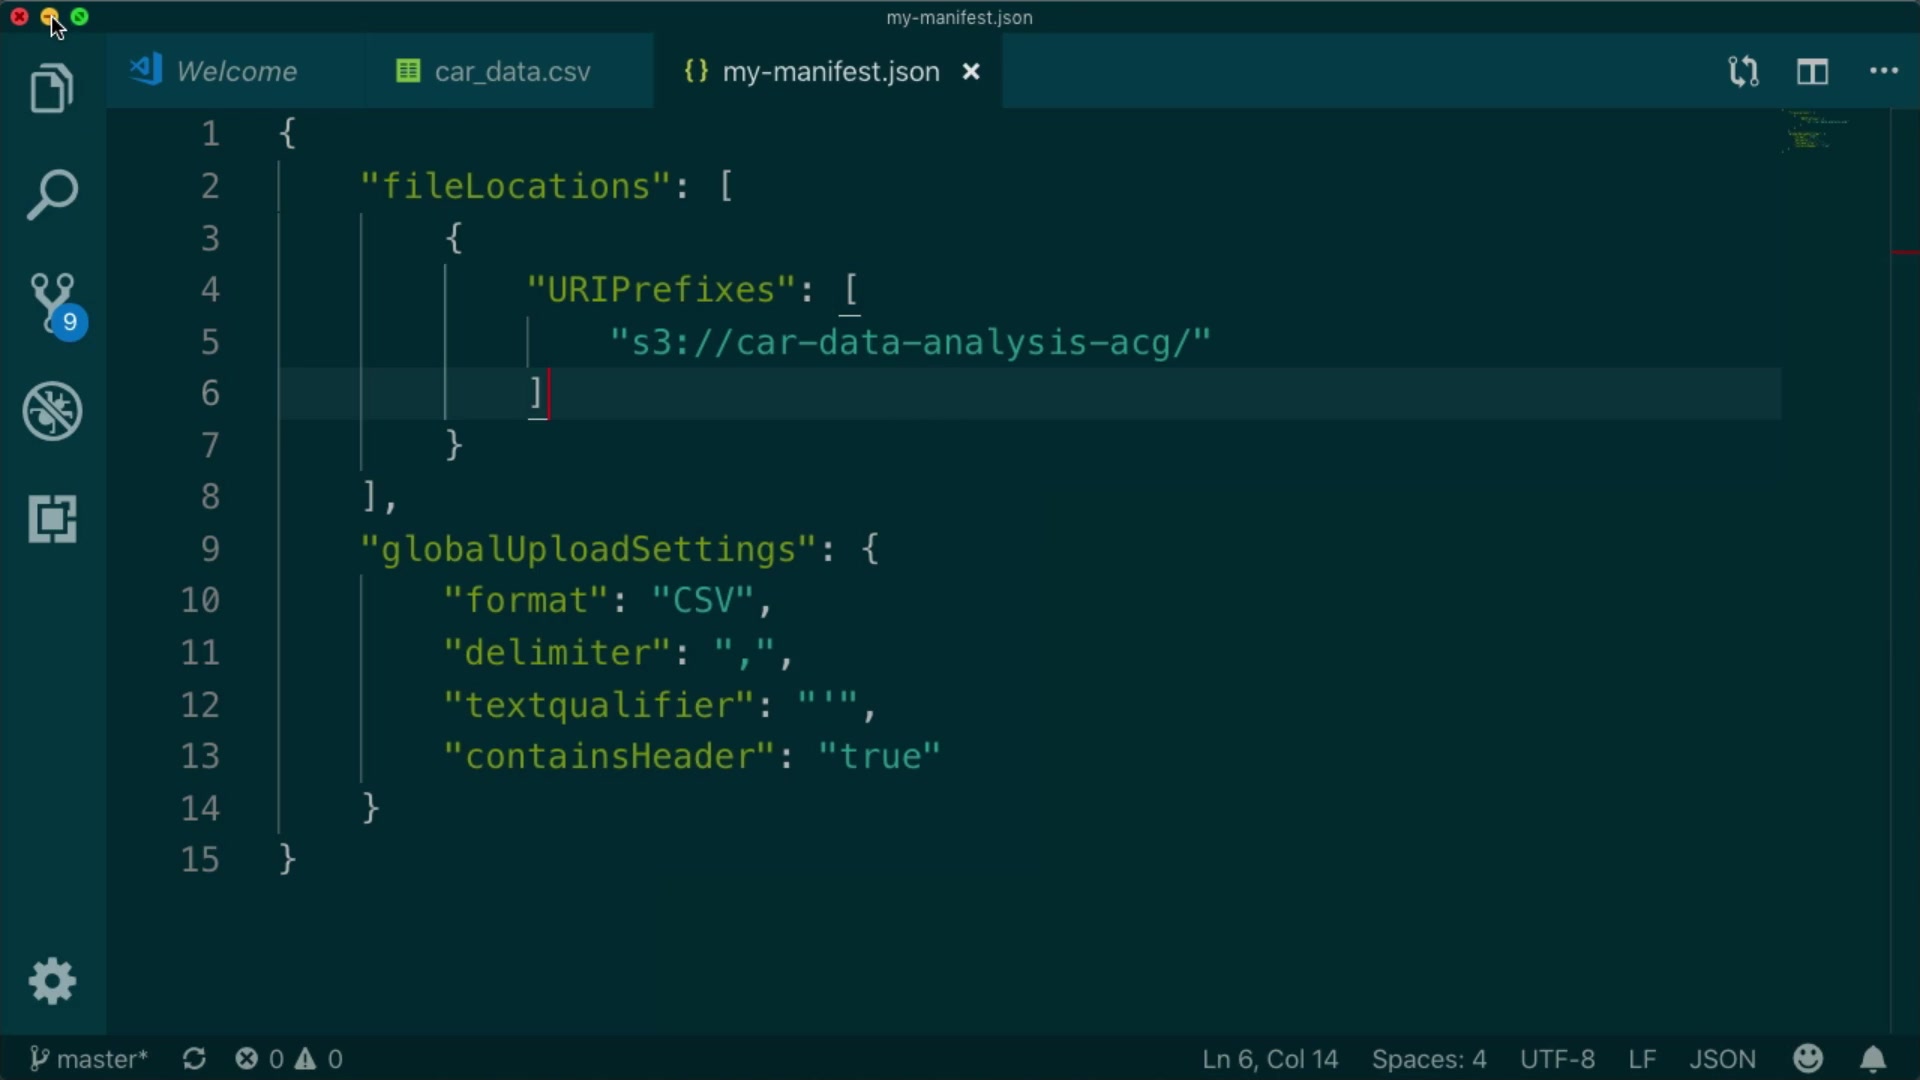 my-manifest.json
Welcome
car_data.csv
{} my-manifest.json
1 {
2 "fileLocations": [
3 {
4 "URIPrefixes": [
5 "s3://car-data-analysis-acg/"
6 ]
7 }
8 ],
9 "globalUploadSettings": {
10 "format": "CSV",
11 "delimiter": ",",
12 "textqualifier": "'",
13 "containsHeader": "true"
14 }
15 }
9
master* 0 0 Ln 6, Col 14 Spaces: 4 UTF-8 LF JSON